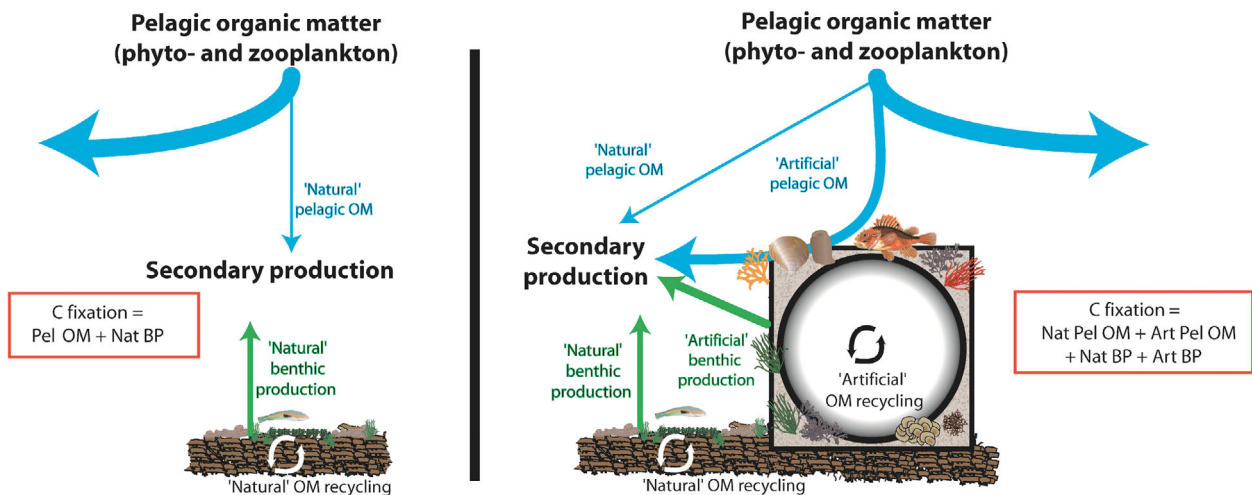 Pelagic organic matter
(phyto- and zooplankton)
'Natural'
pelagic OM
Secondary production
C fixation =
Pel OM + Nat BP
'Natural'
benthic
production
'Natural' OM recycling
Pelagic organic matter
(phyto- and zooplankton)
'Natural'
pelagic OM
'Artificial'
pelagic OM
Secondary
production
C fixation =
Nat Pel OM + Art Pel OM
+ Nat BP + Art BP
'Natural'
benthic
production
'Artificial'
benthic
production
'Artificial'
OM recycling
'Natural' OM recycling